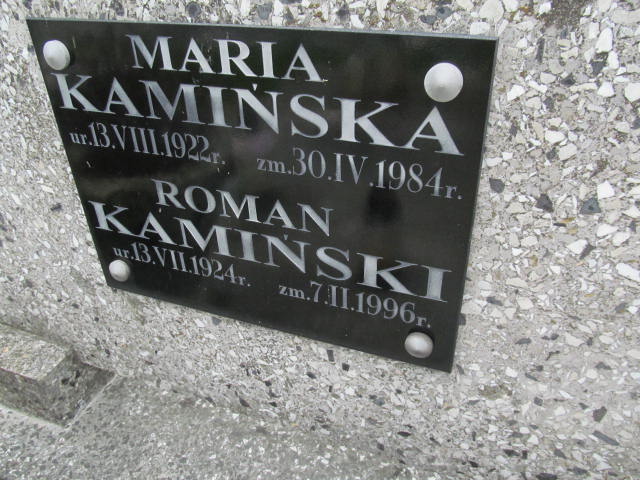 MARIA
KAMIŃSKA
ur.13.VIII.1922r. zm.30.IV.1984r.
ROMAN
KAMIŃSKI
ur.13.VII.1924r. zm.7.II.1996r.